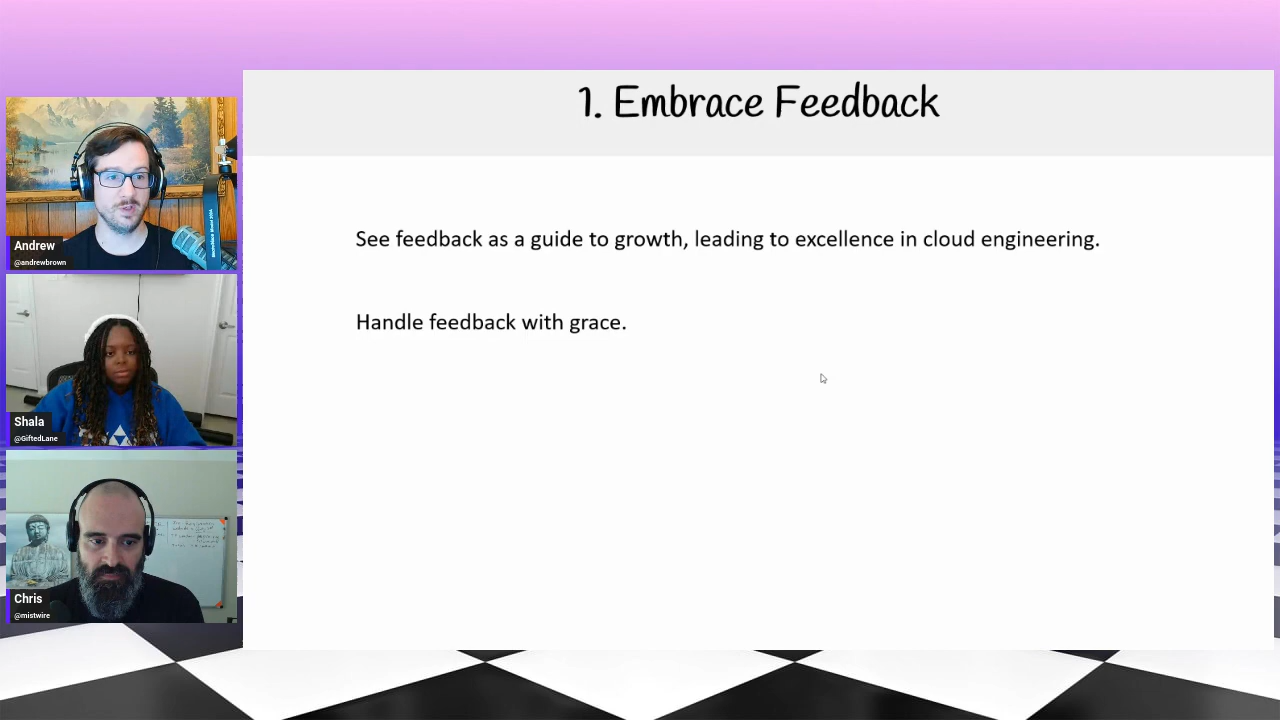 1. Embrace Feedback
See feedback as a guide to growth, leading to excellence in cloud engineering.
Handle feedback with grace.
Andrew
@andrewbrown
Shala
@GiftedLane
Chris
@mistwire